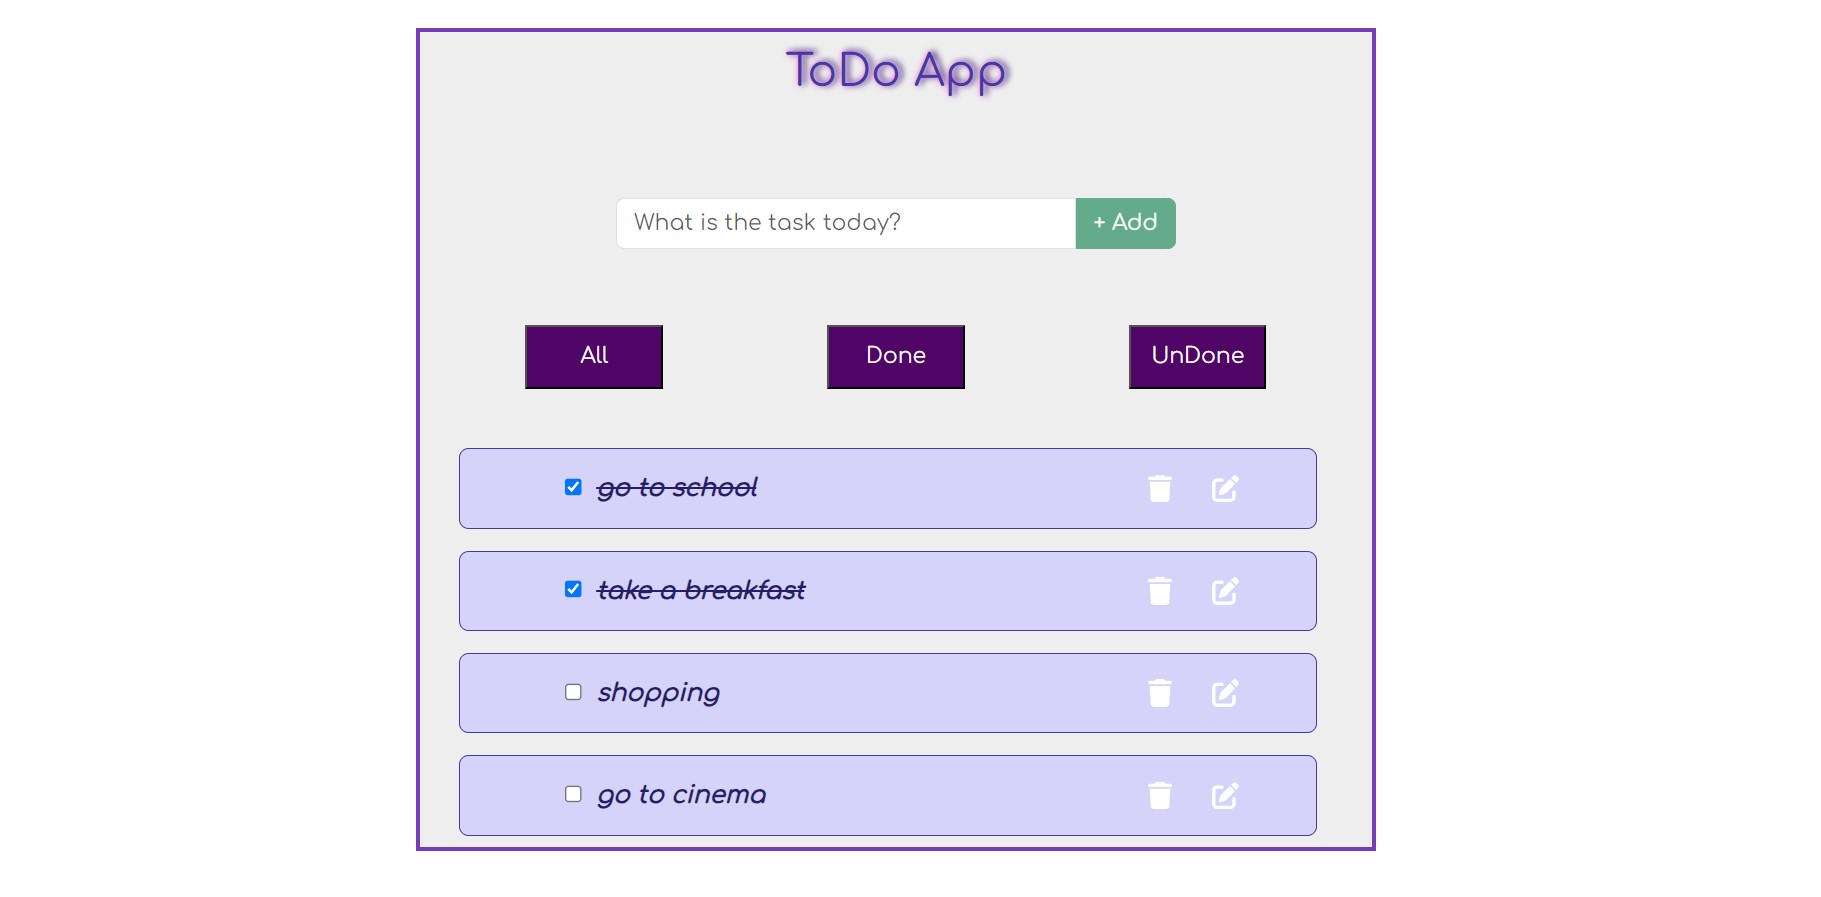 ToDo App
What is the task today?
+ Add
All
Done
UnDone
go to school
take a breakfast
shopping
go to cinema